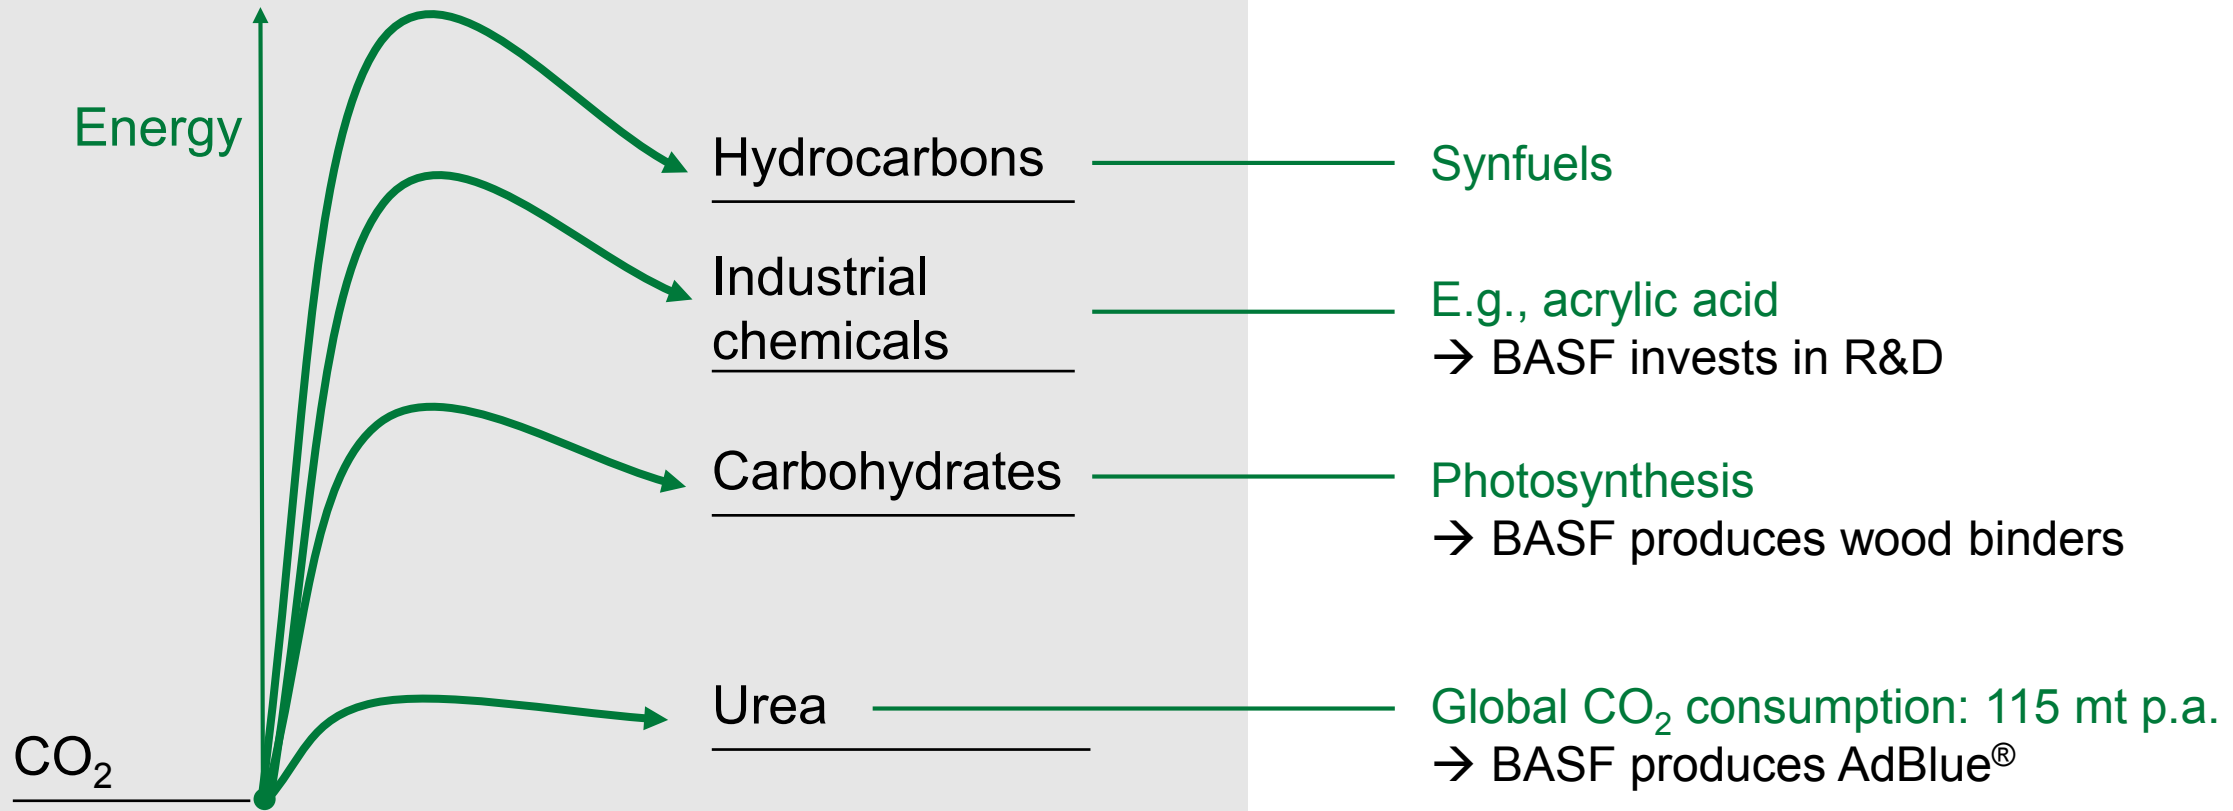 Energy
Hydrocarbons
Synfuels
Industrial
chemicals
E.g., acrylic acid
→ BASF invests in R&D
Carbohydrates
Photosynthesis
→ BASF produces wood binders
Urea
Global CO₂ consumption: 115 mt p.a.
→ BASF produces AdBlue®
CO₂